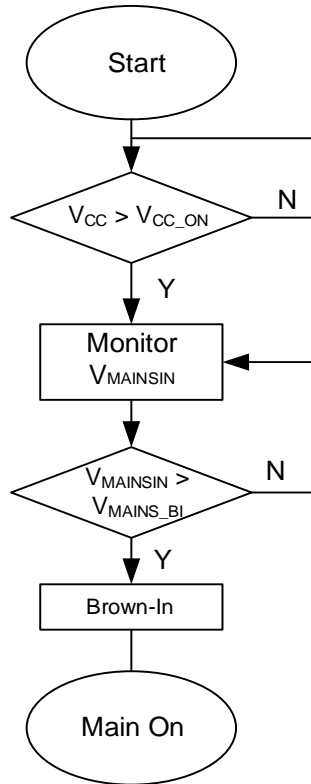 Start
VCC > VCC_ON
N
Y
Monitor
VMAINSIN
VMAINSIN >
VMAINS_BI
N
Y
Brown-In
Main On